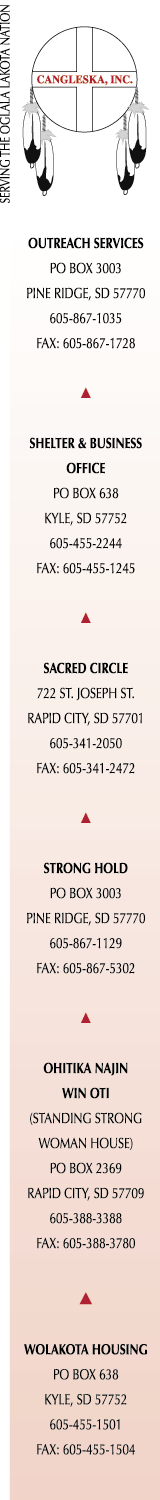 SERVING THE OGLALA LAKOTA NATION
CANGLESKA, INC.
OUTREACH SERVICES
PO BOX 3003
PINE RIDGE, SD 57770
605-867-1035
FAX: 605-867-1728
SHELTER & BUSINESS
OFFICE
PO BOX 638
KYLE, SD 57752
605-455-2244
FAX: 605-455-1245
SACRED CIRCLE
722 ST. JOSEPH ST.
RAPID CITY, SD 57701
605-341-2050
FAX: 605-341-2472
STRONG HOLD
PO BOX 3003
PINE RIDGE, SD 57770
605-867-1129
FAX: 605-867-5302
OHITIKA NAJIN
WIN OTI
(STANDING STRONG
WOMAN HOUSE)
PO BOX 2369
RAPID CITY, SD 57709
605-388-3388
FAX: 605-388-3780
WOLAKOTA HOUSING
PO BOX 638
KYLE, SD 57752
605-455-1501
FAX: 605-455-1504